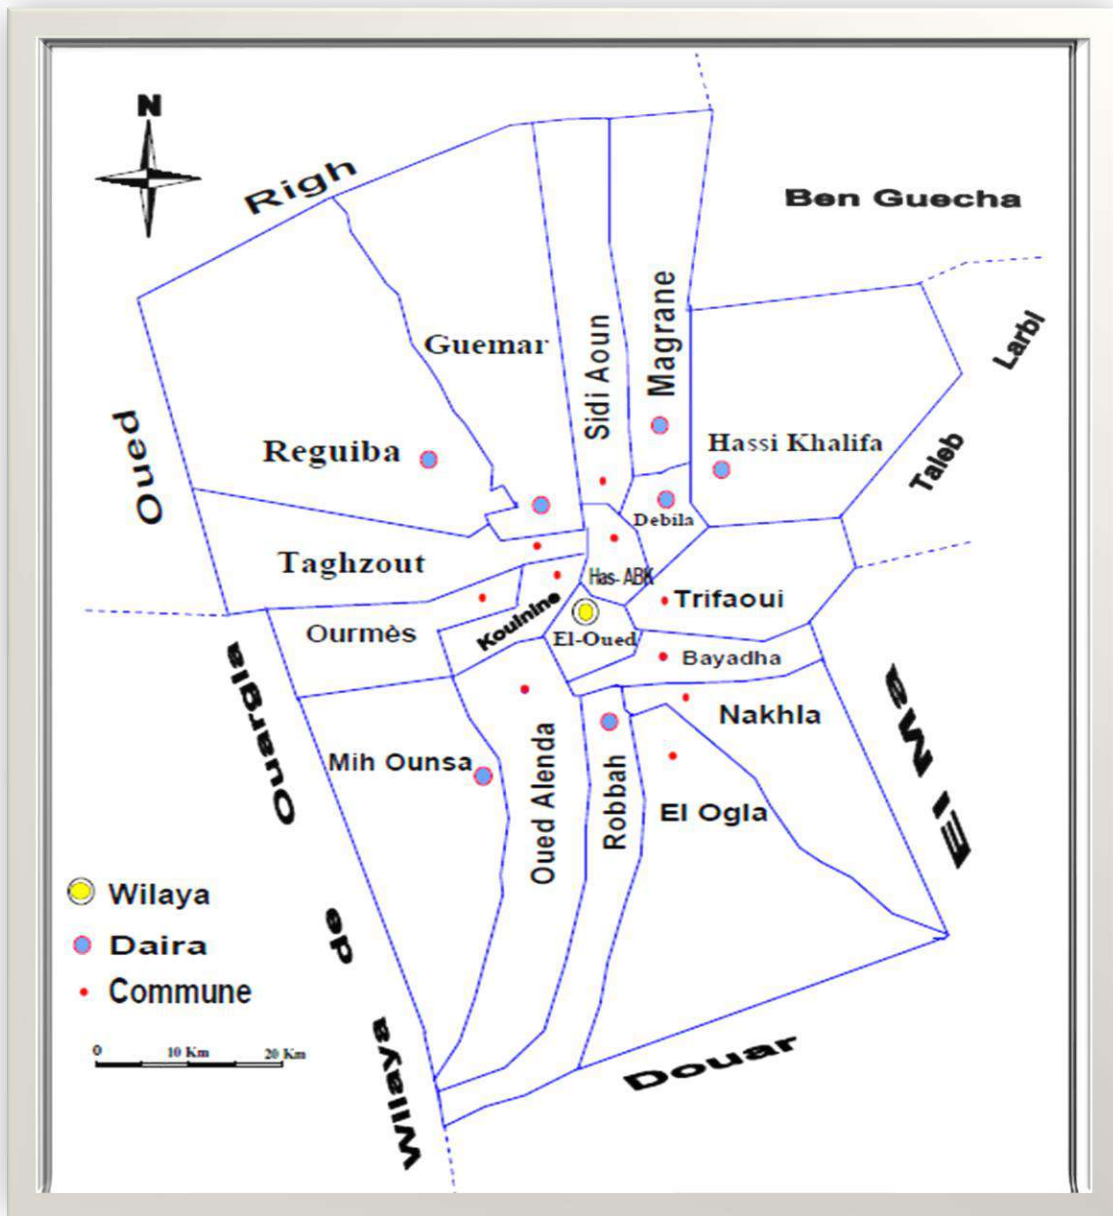 N
Righ
Ben Guecha
Larbi
Magrane
Sidi Aoun
Guemar
Oued
Reguiba
Hassi Khalifa
Taleb
Debila
Taghzout
Has-ABK
Trifaoui
Koulnine
Ourmès
El-Oued
Bayadha
Nakhla
El Ma
Ouargla
Mih Ounsa
Oued Alenda
Robbah
El Ogla
Wilaya
Daira
de
Commune
0 10 Km 20 Km
Wilaya
Douar